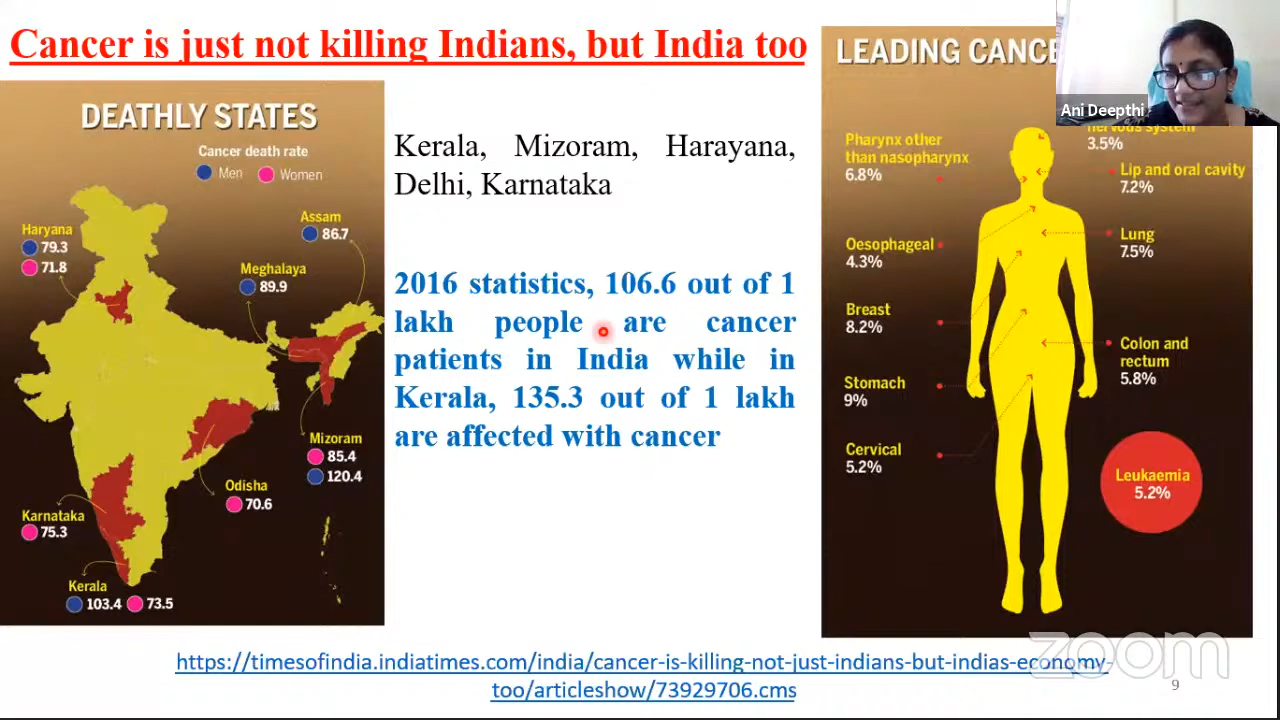 Cancer is just not killing Indians, but India too
DEATHLY STATES
Cancer death rate
Men Women
Haryana
79.3
71.8
Assam
86.7
Meghalaya
89.9
Mizoram
85.4
120.4
Odisha
70.6
Karnataka
75.3
Kerala
103.4 73.5
Kerala, Mizoram, Harayana,
Delhi, Karnataka
2016 statistics, 106.6 out of 1
lakh people are cancer
patients in India while in
Kerala, 135.3 out of 1 lakh
are affected with cancer
LEADING
Ani Deepthi
Pharynx other
than nasopharynx
6.8%
nervous system
3.5%
Lip and oral cavity
7.2%
Oesophageal
4.3%
Lung
7.5%
Breast
8.2%
Colon and
rectum
5.8%
Stomach
9%
Cervical
5.2%
Leukaemia
5.2%
https://timesofindia.indiatimes.com/india/cancer-is-killing-not-just-indians-but-indias-economy-
too/articleshow/73929706.cms
zoom
9